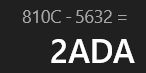 810C - 5632 =
2ADA